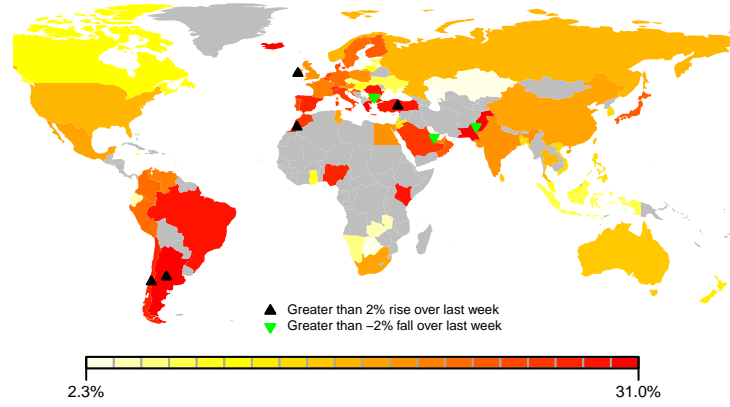 Greater than 2% rise over last week
Greater than −2% fall over last week
2.3%
31.0%